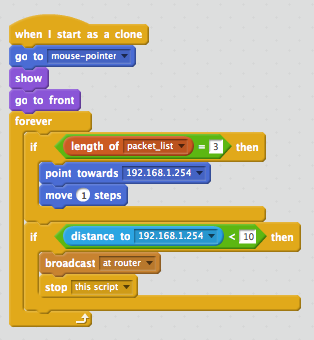 when I start as a clone
go to mouse-pointer
show
go to front
forever
if length of packet_list = 3 then
point towards 192.168.1.254
move 1 steps
if distance to 192.168.1.254 < 10 then
broadcast at router
stop this script